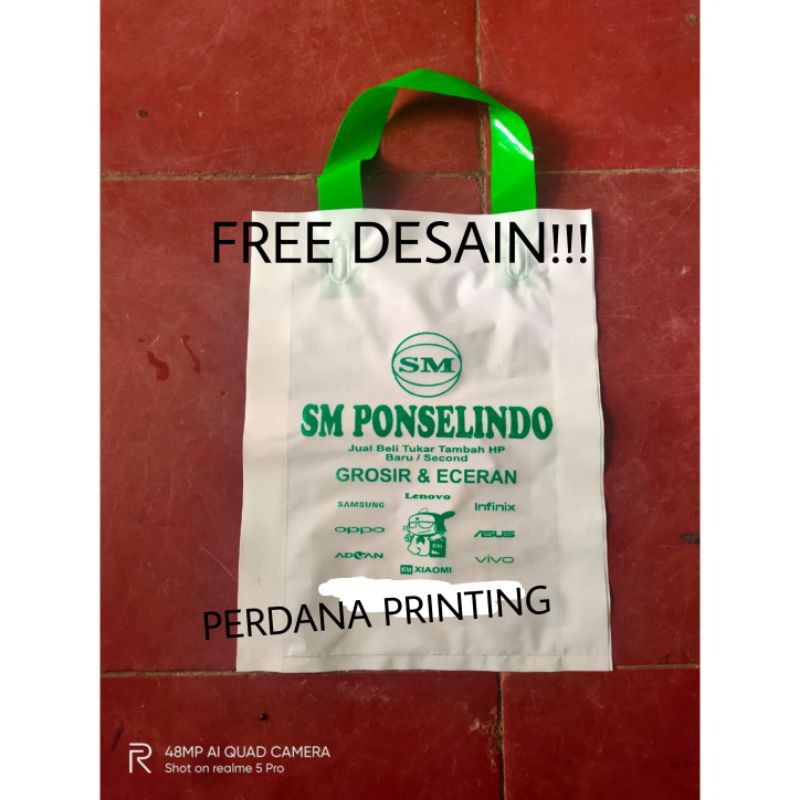 FREE DESAIN!!!
SM
SM PONSELINDO
Jual Beli Tukar Tambah HP
Baru / Second
GROSIR & ECERAN
Lenovo
SAMSUNG
Infinix
oppo
ASUS
ADVAN
vivo
MI XIAOMI
PERDANA PRINTING
48MP AI QUAD CAMERA
Shot on realme 5 Pro